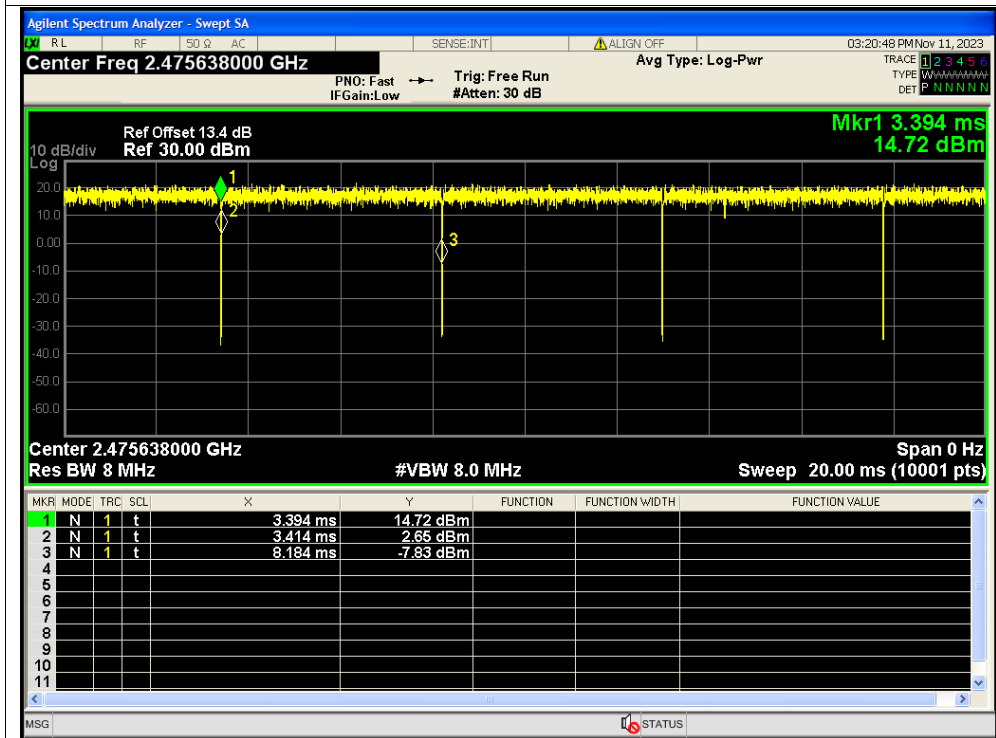 Agilent Spectrum Analyzer - Swept SA
LXI RL RF 50 Ω AC SENSE:INT ALIGN OFF 03:20:48 PM Nov 11, 2023
Center Freq 2.475638000 GHz
PNO: Fast
IFGain:Low
Trig: Free Run
#Atten: 30 dB
Avg Type: Log-Pwr
TRACE 1 2 3 4 5 6
TYPE WWWWWW
DET P N N N N N
Mkr1 3.394 ms
14.72 dBm
Ref Offset 13.4 dB
10 dB/div Ref 30.00 dBm
Log
20.0
10.0
0.00
-10.0
-20.0
-30.0
-40.0
-50.0
-60.0
1
2
3
Center 2.475638000 GHz Span 0 Hz
Res BW 8 MHz #VBW 8.0 MHz Sweep 20.00 ms (10001 pts)
MKR MODE TRC SCL X Y FUNCTION FUNCTION WIDTH FUNCTION VALUE
1 N 1 t 3.394 ms 14.72 dBm
2 N 1 t 3.414 ms 2.65 dBm
3 N 1 t 8.184 ms -7.83 dBm
4
5
6
7
8
9
10
11
MSG STATUS